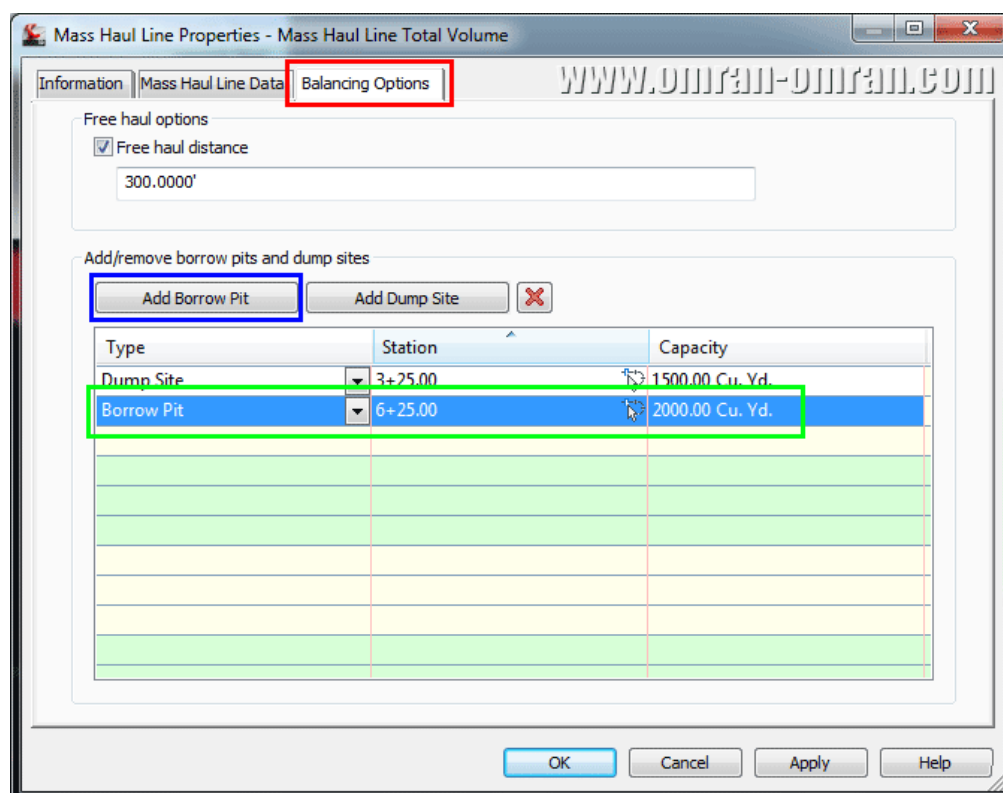 Mass Haul Line Properties - Mass Haul Line Total Volume
Information Mass Haul Line Data Balancing Options
www.omran-omran.com
Free haul options
Free haul distance
300.0000'
Add/remove borrow pits and dump sites
Add Borrow Pit Add Dump Site
Type Station Capacity
Dump Site 3+25.00 1500.00 Cu. Yd.
Borrow Pit 6+25.00 2000.00 Cu. Yd.
OK Cancel Apply Help